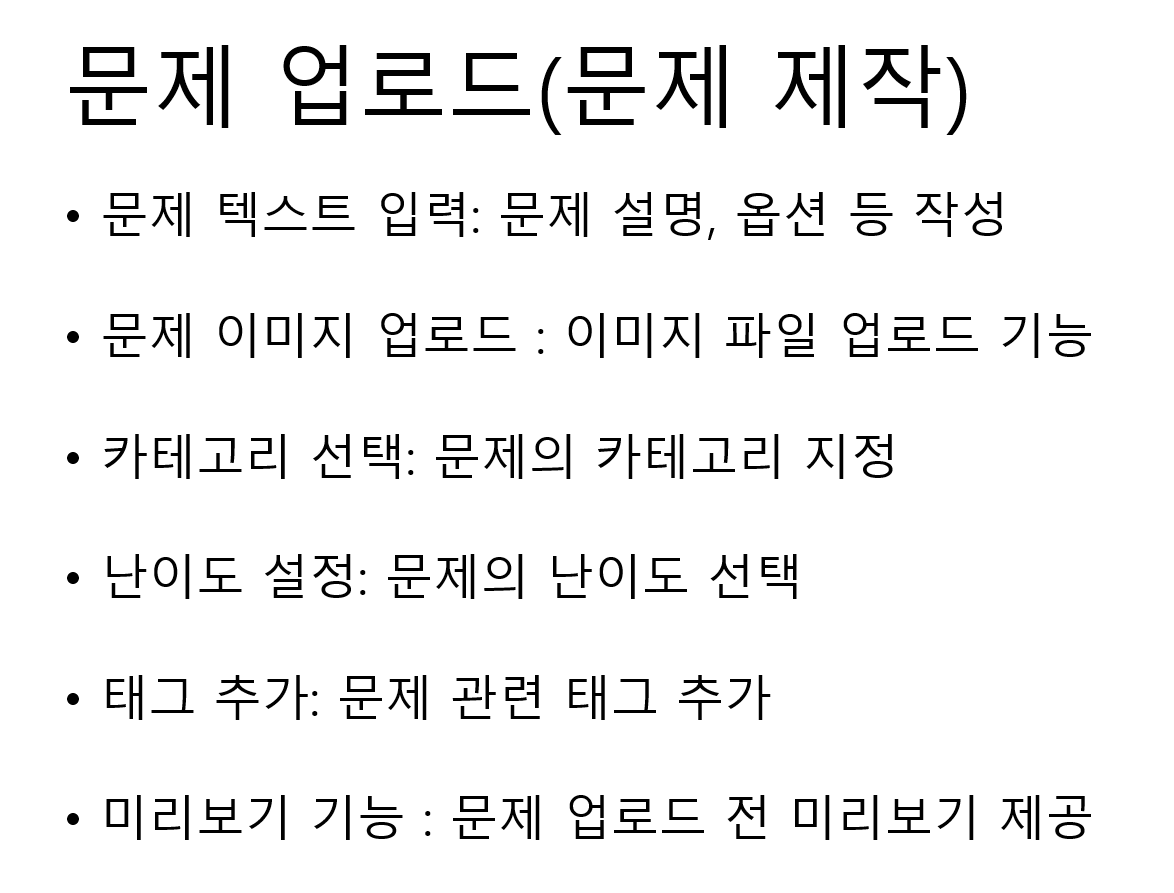 문제 업로드(문제 제작)
• 문제 텍스트 입력: 문제 설명, 옵션 등 작성
• 문제 이미지 업로드 : 이미지 파일 업로드 기능
• 카테고리 선택: 문제의 카테고리 지정
• 난이도 설정: 문제의 난이도 선택
• 태그 추가: 문제 관련 태그 추가
• 미리보기 기능 : 문제 업로드 전 미리보기 제공